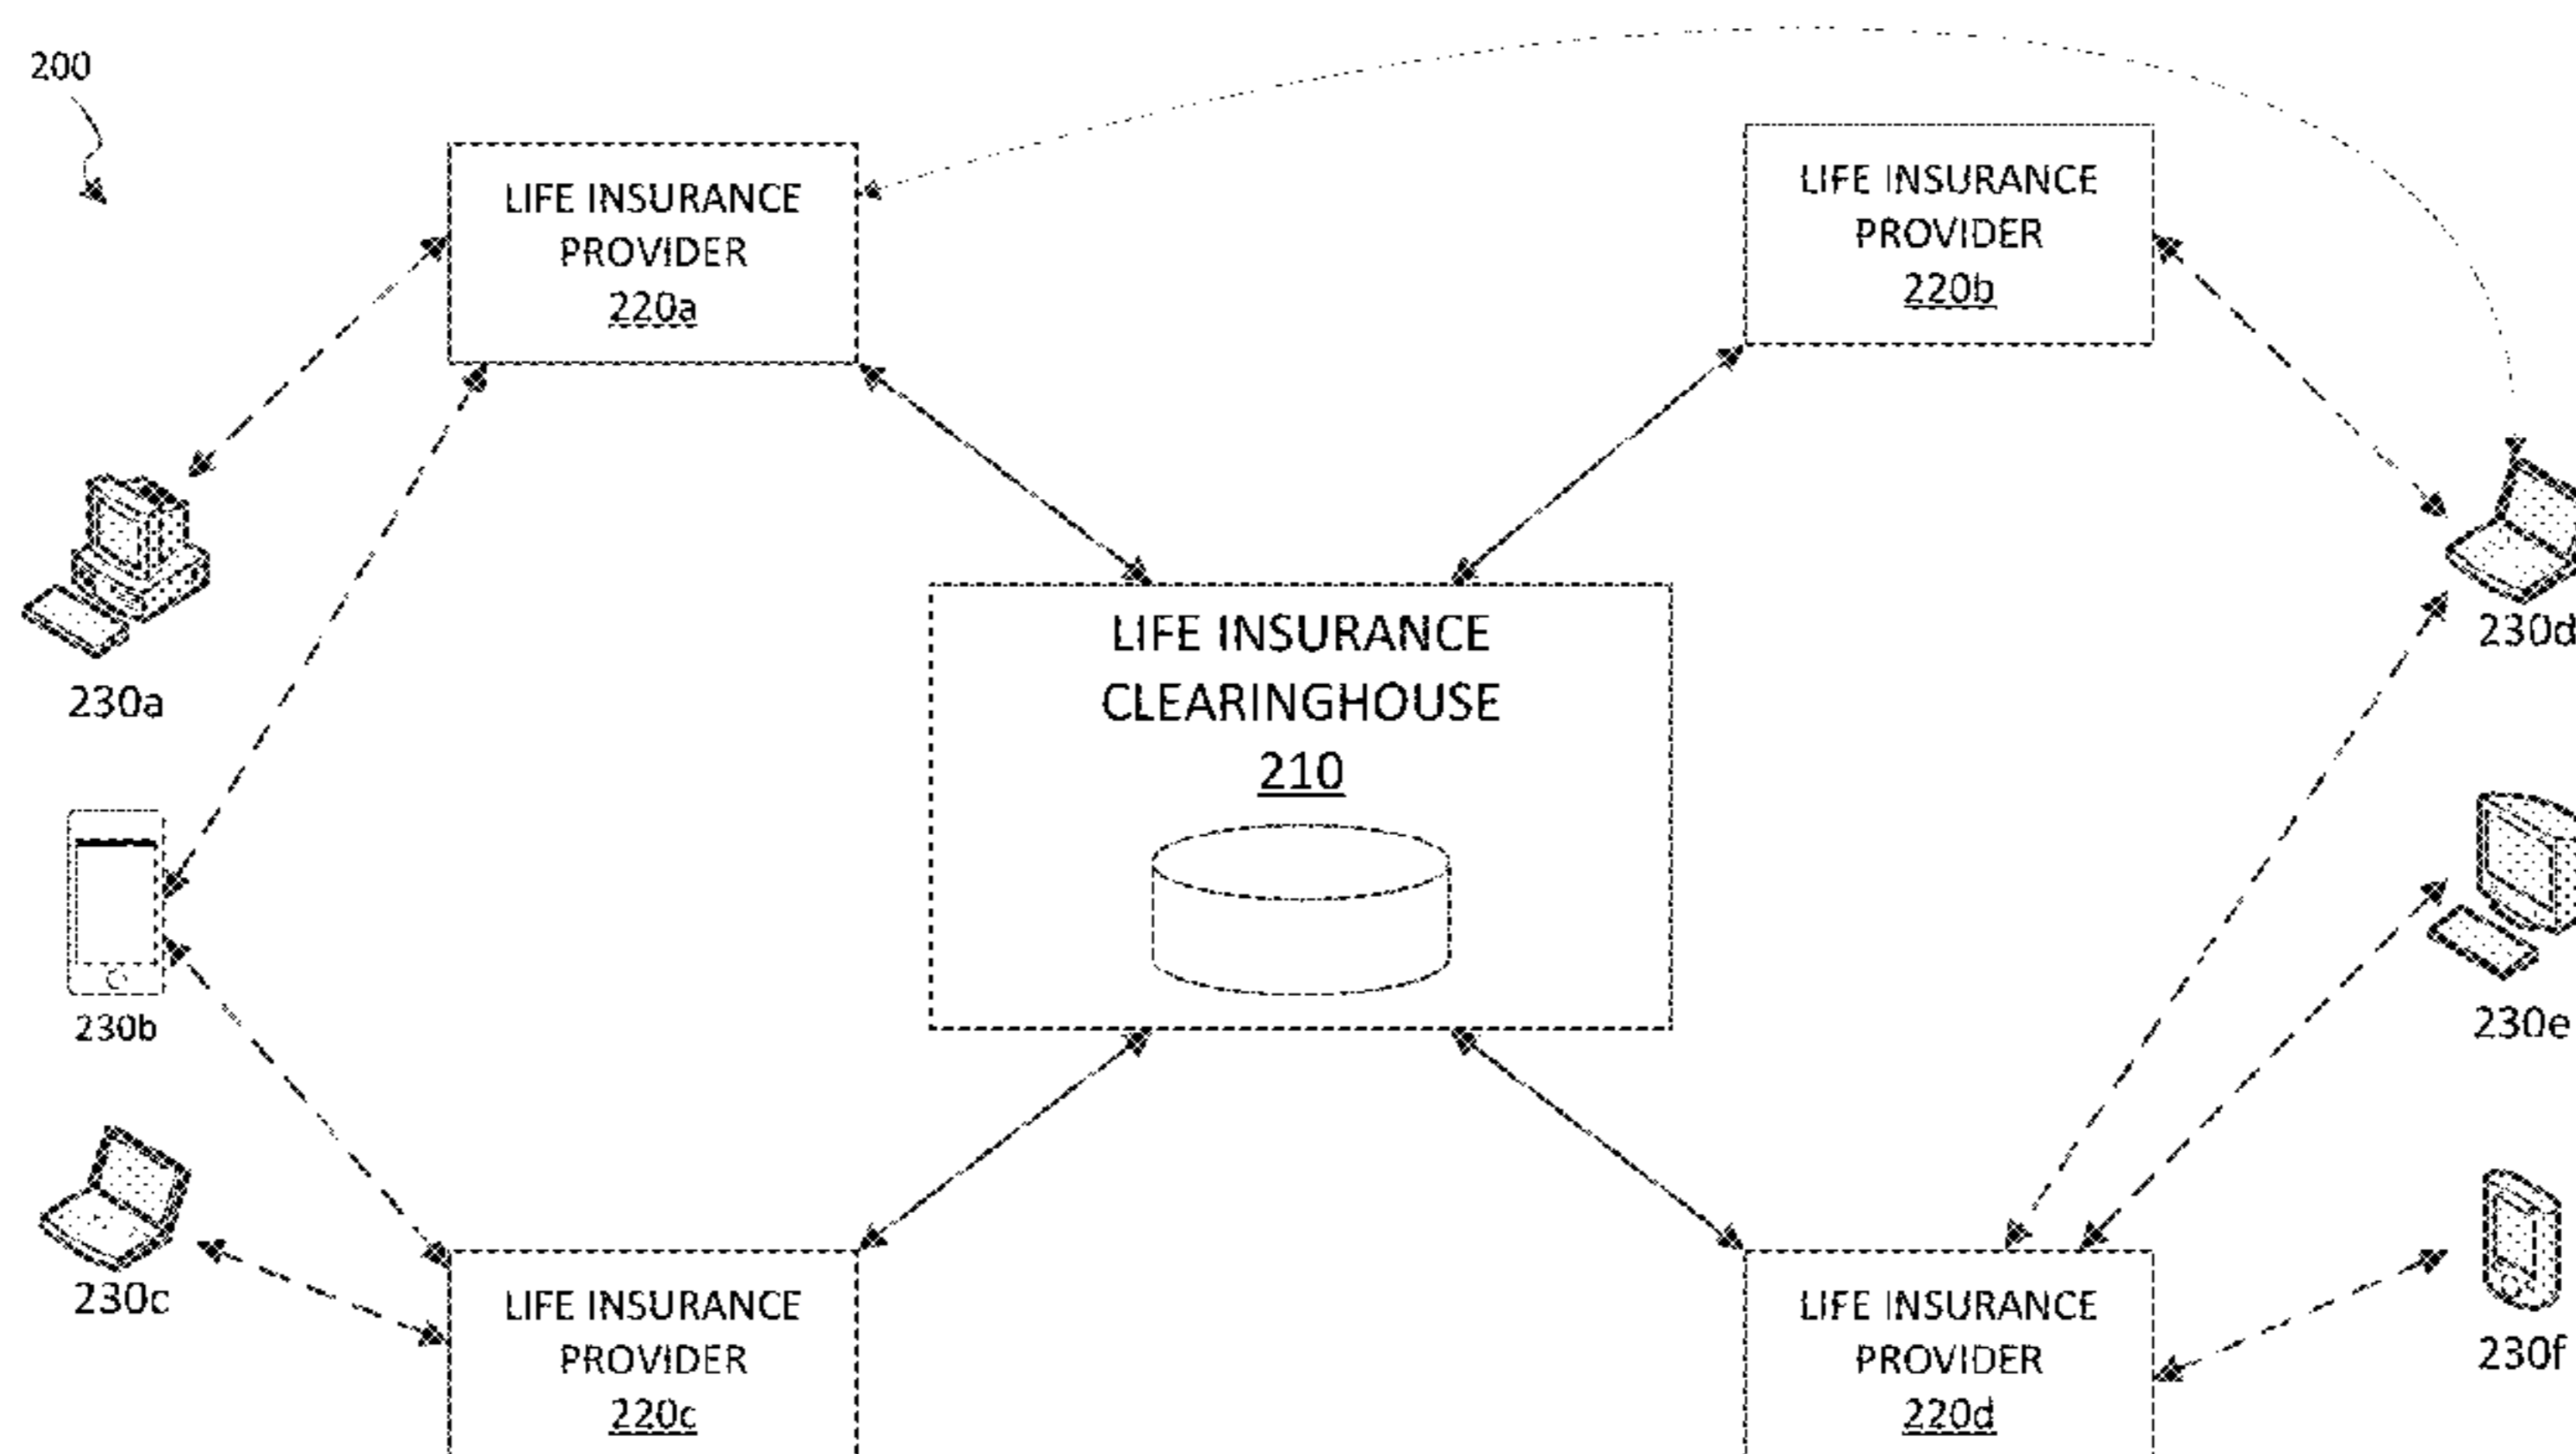 200
LIFE INSURANCE
PROVIDER
220a
LIFE INSURANCE
PROVIDER
220b
230a
LIFE INSURANCE
CLEARINGHOUSE
210
230d
230b
230e
230c
LIFE INSURANCE
PROVIDER
220c
LIFE INSURANCE
PROVIDER
220d
230f